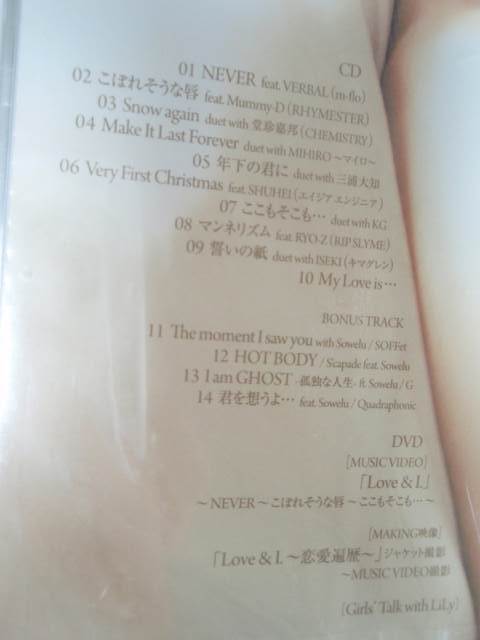 CD
01 NEVER feat. VERBAL (m-flo)
02 こぼれそうな唇 feat. Mummy-D (RHYMESTER)
03 Snow again duet with 堂珍嘉邦 (CHEMISTRY)
04 Make It Last Forever duet with MIHIRO ～マイロ～
05 年下の君に duet with 三浦大知
06 Very First Christmas feat. SHUHEI (エイジア エンジニア)
07 ここもそこも… duet with KG
08 マンネリズム feat. RYO-Z (RIP SLYME)
09 誓いの紙 duet with ISEKI (キマグレン)
10 My Love is…
BONUS TRACK
11 The moment I saw you with Sowelu / SOFFet
12 HOT BODY / Scapade feat. Sowelu
13 I am GHOST -孤独な人生- ft. Sowelu / G
14 君を想うよ… feat. Sowelu / Quadraphonic
DVD
[MUSIC VIDEO]
「Love & I.」
～NEVER～こぼれそうな唇～ここもそこも…～
[MAKING映像]
「Love & I. ～恋愛遍歴～」ジャケット撮影
～MUSIC VIDEO撮影
[Girls' Talk with LiLy]